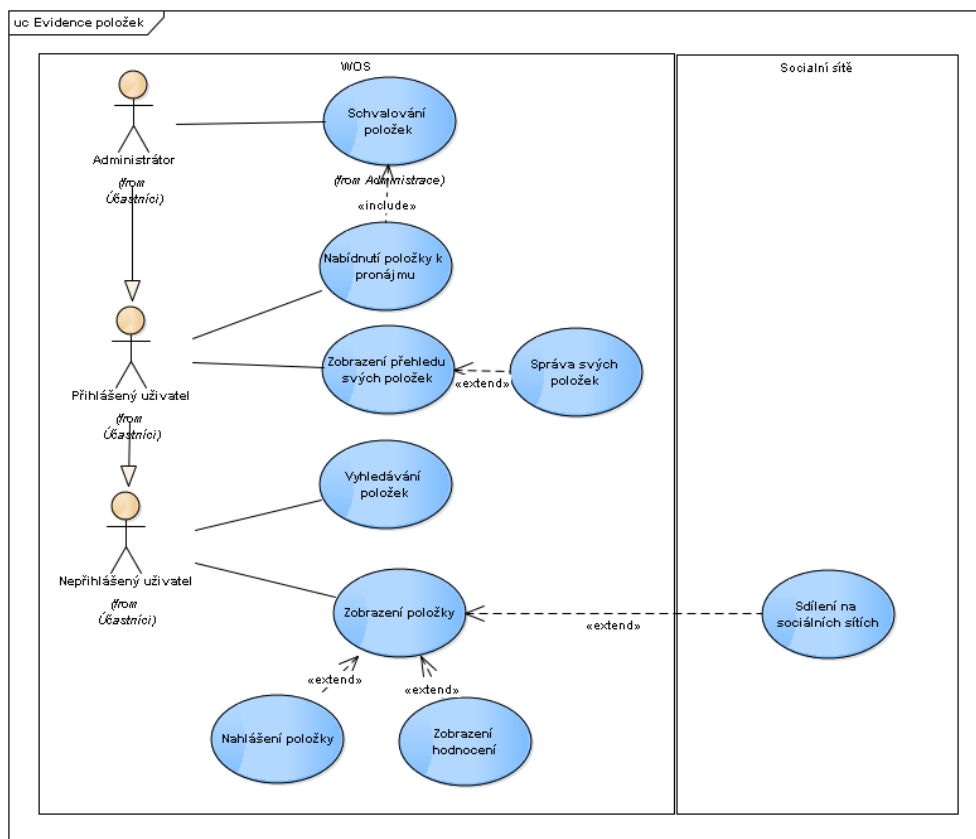 uc Evidence položek
WOS
Socialní sítě
Schvalování
položek
(from Administrace)
Administrátor
(from
Účastníci)
«include»
Nabídnutí položky k
pronájmu
Zobrazení přehledu
svých položek
«extend»
Správa svých
položek
Přihlášený uživatel
(from
Účastníci)
Vyhledávání
položek
Nepřihlášený uživatel
(from
Účastníci)
Zobrazení položky
«extend»
Sdílení na
sociálních sítích
«extend»
«extend»
Nahlášení položky
Zobrazení
hodnocení